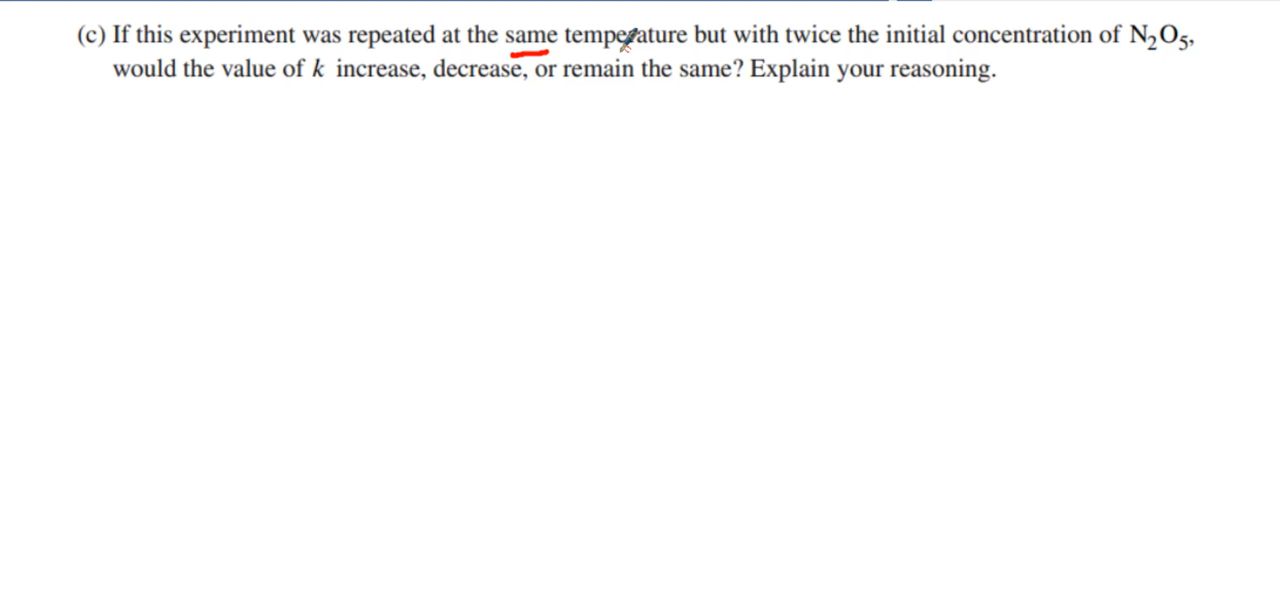 (c) If this experiment was repeated at the same temperature but with twice the initial concentration of N₂O₅,
would the value of k increase, decrease, or remain the same? Explain your reasoning.